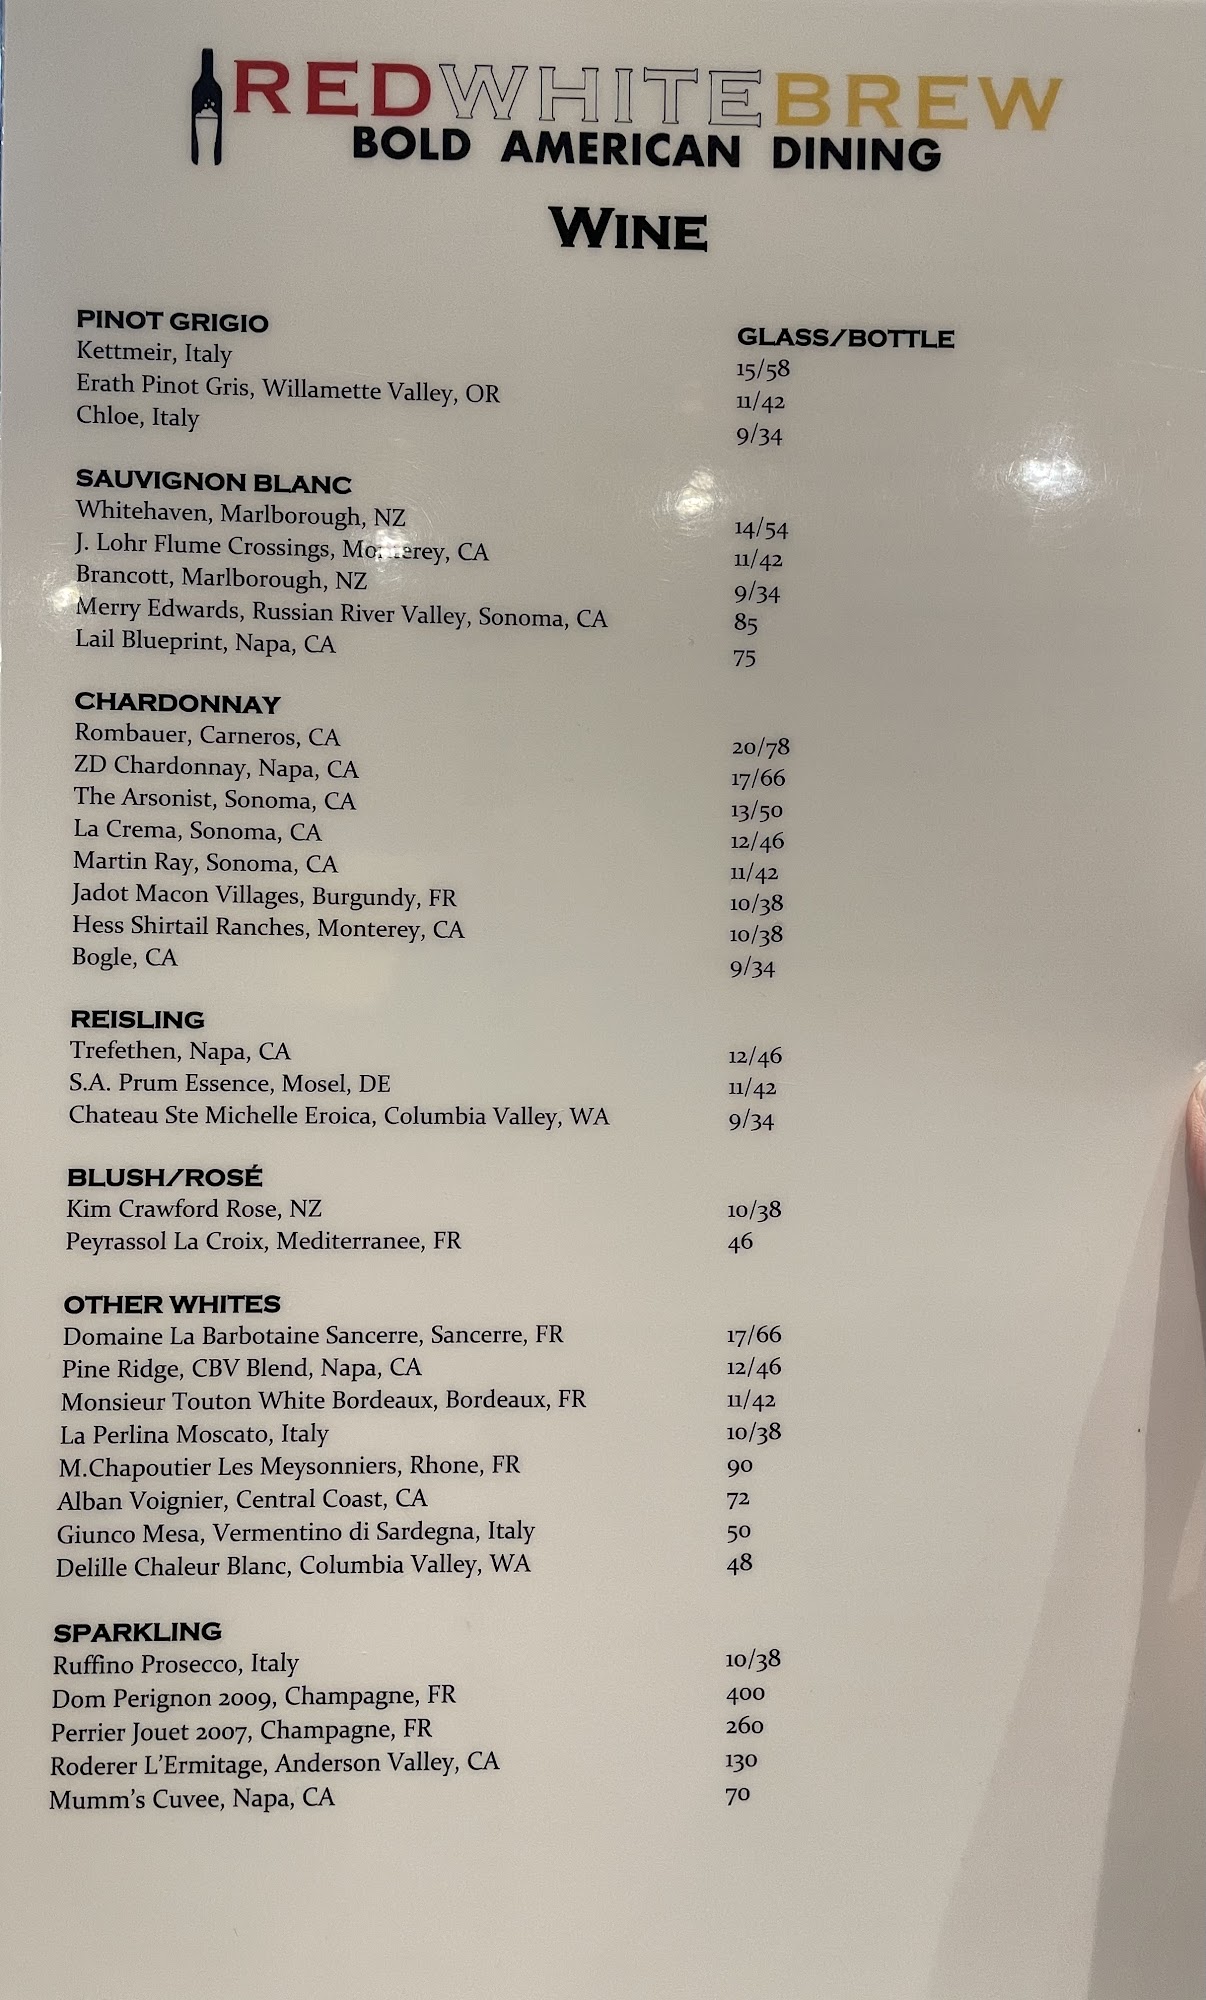 REDWHITEBREW
BOLD AMERICAN DINING
WINE
PINOT GRIGIO GLASS/BOTTLE
Kettmeir, Italy 15/58
Erath Pinot Gris, Willamette Valley, OR 11/42
Chloe, Italy 9/34
SAUVIGNON BLANC
Whitehaven, Marlborough, NZ 14/54
J. Lohr Flume Crossings, Monterey, CA 11/42
Brancott, Marlborough, NZ 9/34
Merry Edwards, Russian River Valley, Sonoma, CA 85
Lail Blueprint, Napa, CA 75
CHARDONNAY
Rombauer, Carneros, CA 20/78
ZD Chardonnay, Napa, CA 17/66
The Arsonist, Sonoma, CA 13/50
La Crema, Sonoma, CA 12/46
Martin Ray, Sonoma, CA 11/42
Jadot Macon Villages, Burgundy, FR 10/38
Hess Shirtail Ranches, Monterey, CA 10/38
Bogle, CA 9/34
REISLING
Trefethen, Napa, CA 12/46
S.A. Prum Essence, Mosel, DE 11/42
Chateau Ste Michelle Eroica, Columbia Valley, WA 9/34
BLUSH/ROSÉ
Kim Crawford Rose, NZ 10/38
Peyrassol La Croix, Mediterranee, FR 46
OTHER WHITES
Domaine La Barbotaine Sancerre, Sancerre, FR 17/66
Pine Ridge, CBV Blend, Napa, CA 12/46
Monsieur Touton White Bordeaux, Bordeaux, FR 11/42
La Perlina Moscato, Italy 10/38
M.Chapoutier Les Meysonniers, Rhone, FR 90
Alban Voignier, Central Coast, CA 72
Giunco Mesa, Vermentino di Sardegna, Italy 50
Delille Chaleur Blanc, Columbia Valley, WA 48
SPARKLING
Ruffino Prosecco, Italy 10/38
Dom Perignon 2009, Champagne, FR 400
Perrier Jouet 2007, Champagne, FR 260
Roderer L'Ermitage, Anderson Valley, CA 130
Mumm's Cuvee, Napa, CA 70